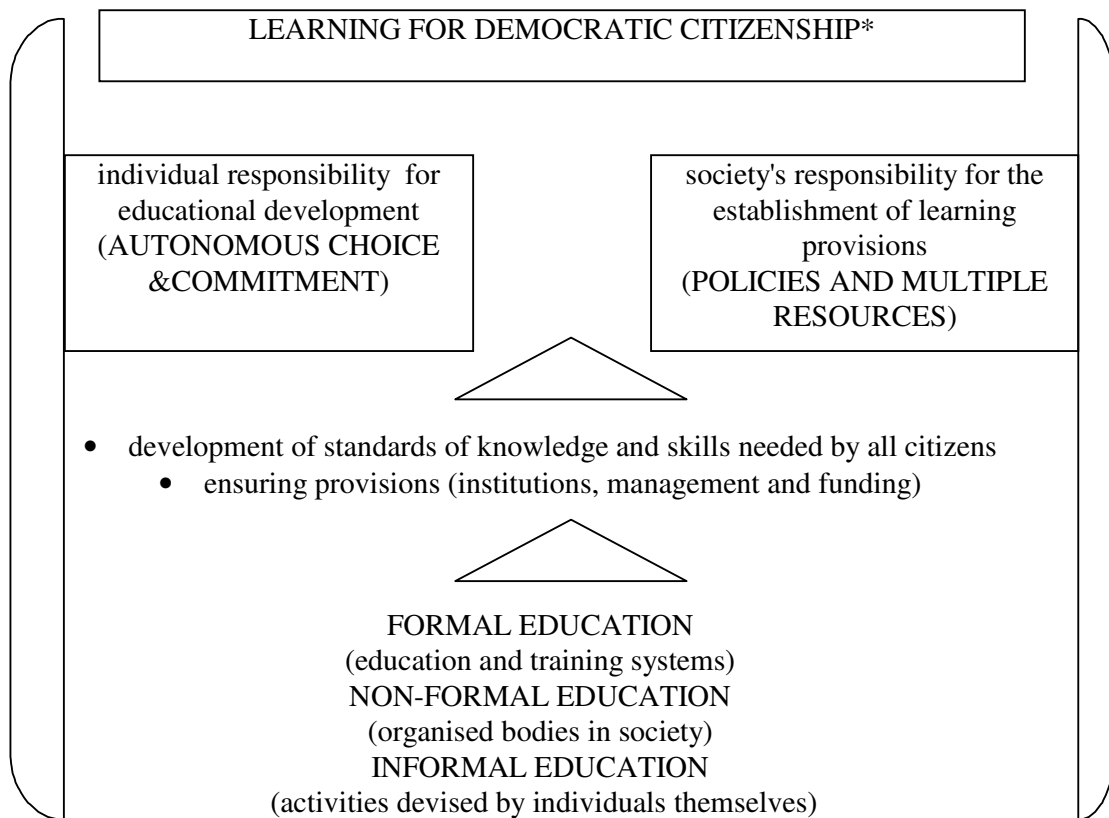 LEARNING FOR DEMOCRATIC CITIZENSHIP*
individual responsibility for
educational development
(AUTONOMOUS CHOICE
&COMMITMENT)
society's responsibility for the
establishment of learning
provisions
(POLICIES AND MULTIPLE
RESOURCES)
• development of standards of knowledge and skills needed by all citizens
• ensuring provisions (institutions, management and funding)
FORMAL EDUCATION
(education and training systems)
NON-FORMAL EDUCATION
(organised bodies in society)
INFORMAL EDUCATION
(activities devised by individuals themselves)